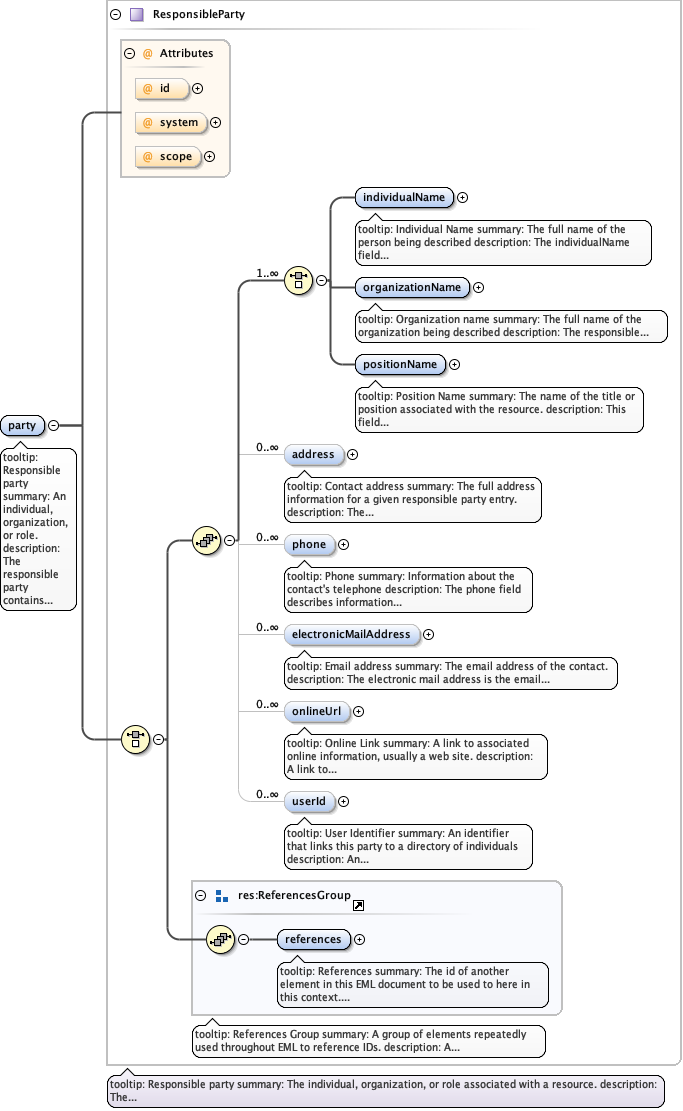 ResponsibleParty
@ Attributes
@ id
@ system
@ scope
individualName
tooltip: Individual Name summary: The full name of the
person being described description: The individualName
field...
1..∞
organizationName
tooltip: Organization name summary: The full name of the
organization being described description: The responsible...
positionName
tooltip: Position Name summary: The name of the title or
position associated with the resource. description: This
field...
party
tooltip:
Responsible
party
summary: An
individual,
organization,
or role.
description:
The
responsible
party
contains...
0..∞
address
tooltip: Contact address summary: The full address
information for a given responsible party entry.
description: The...
0..∞
phone
tooltip: Phone summary: Information about the
contact's telephone description: The phone field
describes information...
0..∞
electronicMailAddress
tooltip: Email address summary: The email address of the contact.
description: The electronic mail address is the email...
0..∞
onlineUrl
tooltip: Online Link summary: A link to associated
online information, usually a web site. description:
A link to...
0..∞
userId
tooltip: User Identifier summary: An identifier
that links this party to a directory of individuals
description: An...
res:ReferencesGroup
references
tooltip: References summary: The id of another
element in this EML document to be used to here in
this context....
tooltip: References Group summary: A group of elements repeatedly
used throughout EML to reference IDs. description: A...
tooltip: Responsible party summary: The individual, organization, or role associated with a resource. description:
The...